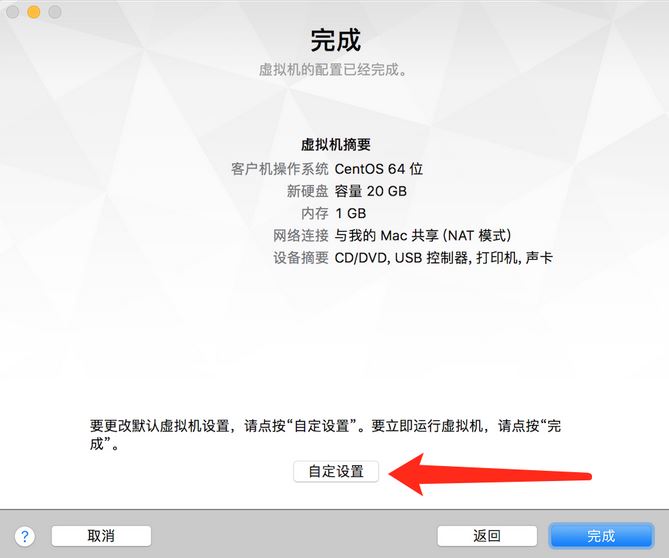 完成
虚拟机的配置已经完成。
虚拟机摘要
客户机操作系统 CentOS 64 位
新硬盘 容量 20 GB
内存 1 GB
网络连接 与我的 Mac 共享 (NAT 模式)
设备摘要 CD/DVD, USB 控制器, 打印机, 声卡
要更改默认虚拟机设置，请点按“自定设置”。要立即运行虚拟机，请点按“完
成”。
自定设置
? 取消 返回 完成